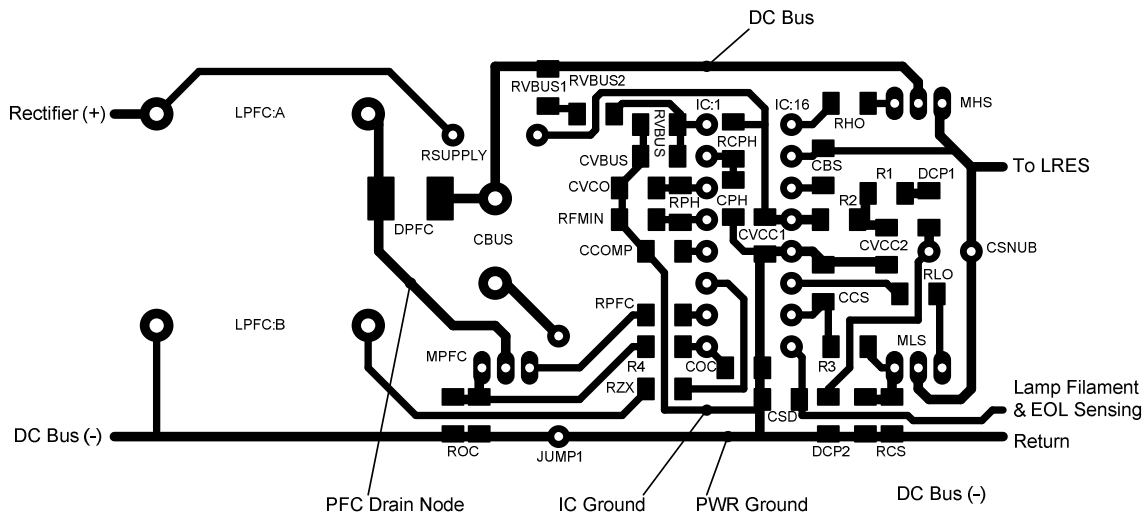 DC Bus
RVBUS1
RVBUS2
Rectifier (+)
LPFC:A
IC:1
IC:16
MHS
RSUPPLY
RVBUS
RCPH
RHO
CVBUS
CBS
To LRES
CVCO
RPH
CPH
R1
DCP1
R2
DPFC
CBUS
RFMIN
CVCC1
CVCC2
CCOMP
CSNUB
RLO
CCS
RPFC
LPFC:B
MPFC
R4
COC
R3
MLS
RZX
CSD
Lamp Filament
& EOL Sensing
DC Bus (-)
ROC
JUMP1
DCP2
RCS
Return
PFC Drain Node
IC Ground
PWR Ground
DC Bus (-)